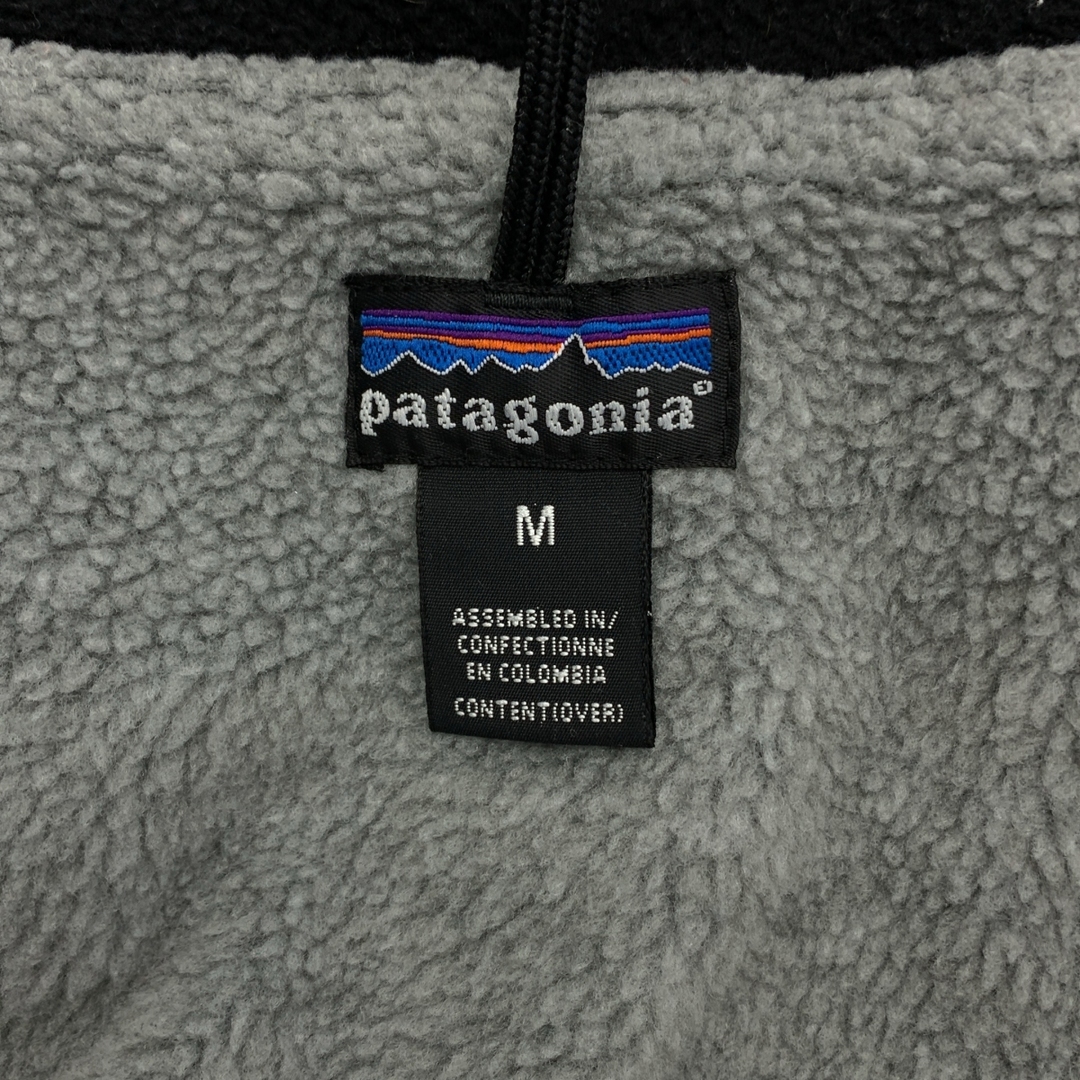 patagonia®
M
ASSEMBLED IN/
CONFECTIONNE
EN COLOMBIA
CONTENT(OVER)